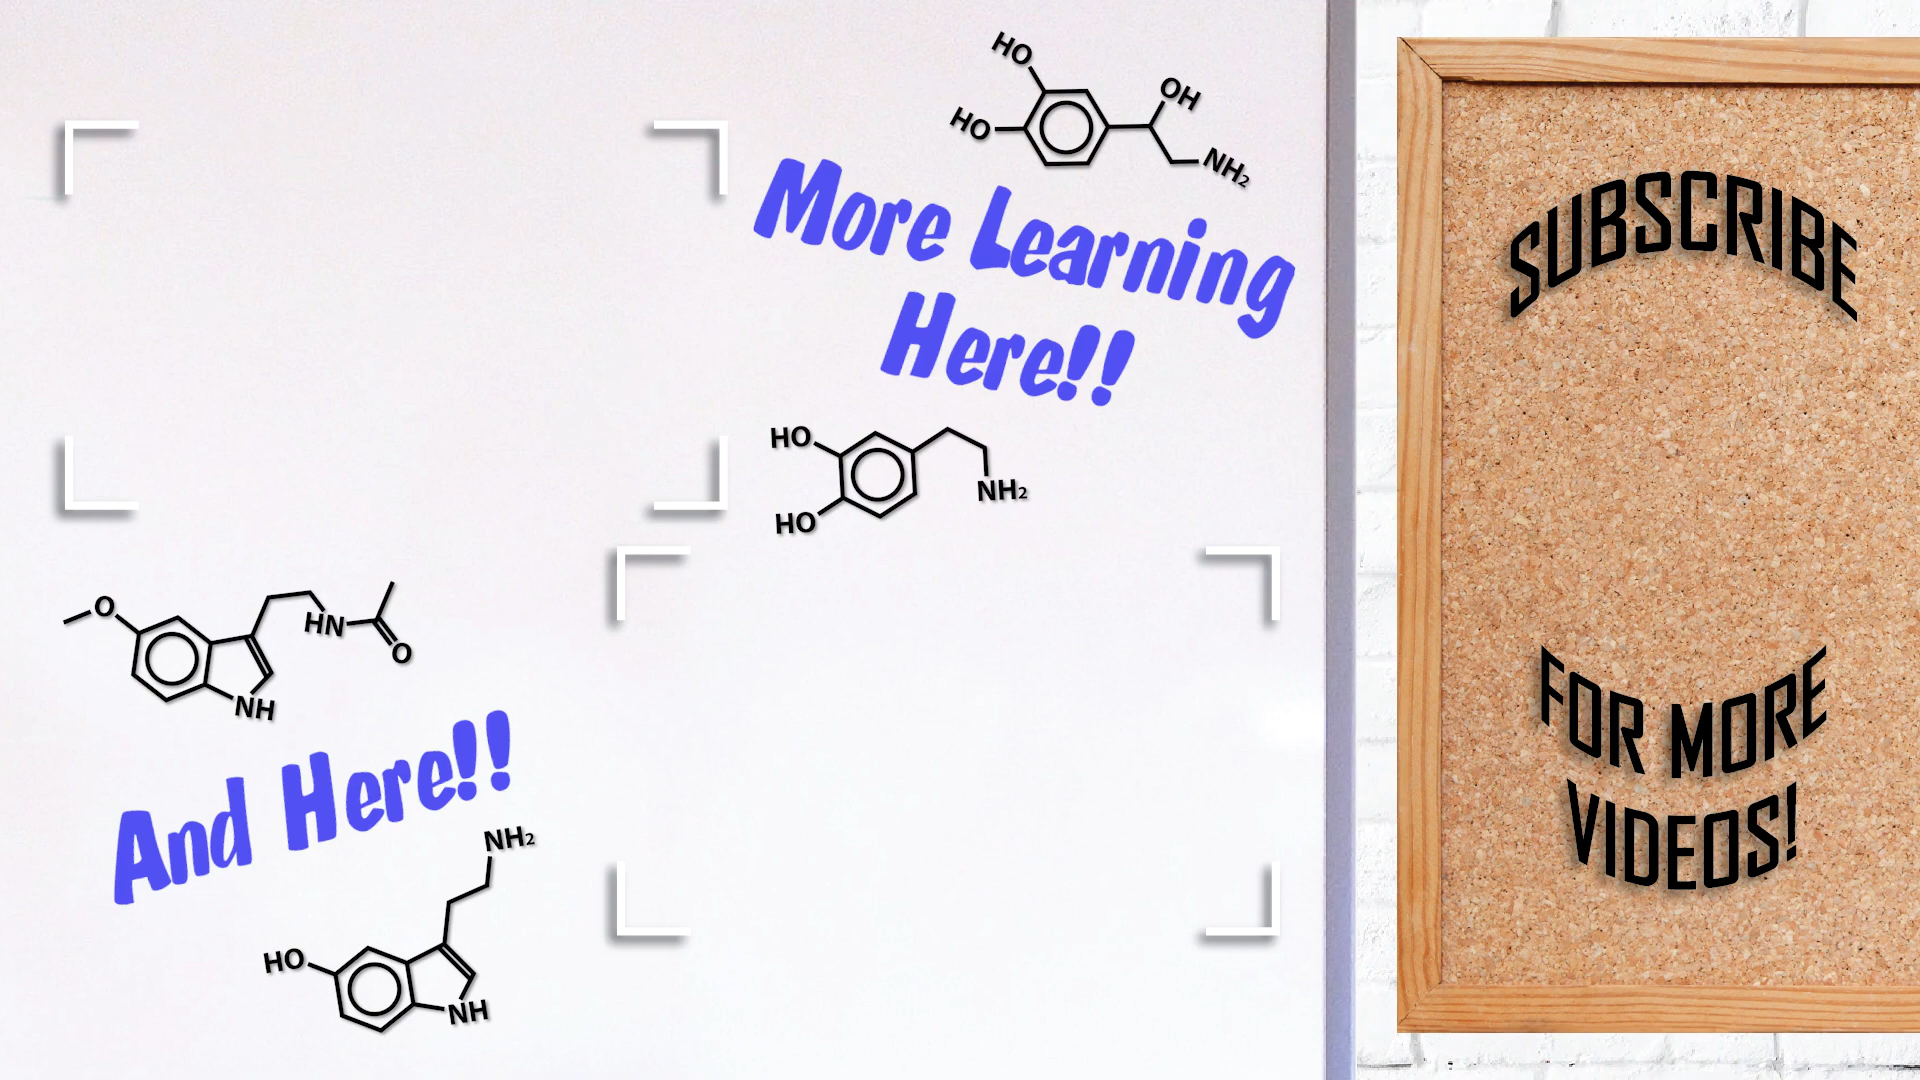 HO
OH
HO
NH₂
More Learning
Here!!
HO
NH₂
HO
O
HN
O
NH
And Here!!
NH₂
HO
NH
SUBSCRIBE
FOR MORE
VIDEOS!